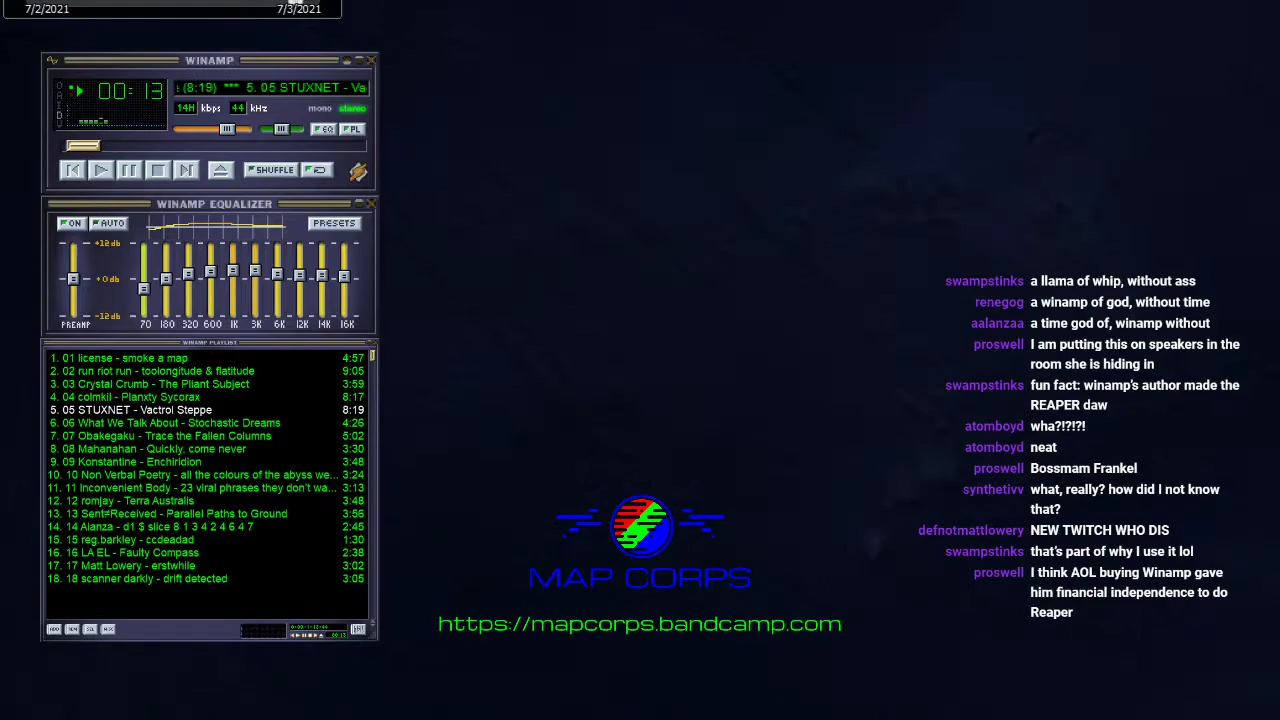 7/2/2021 7/3/2021
WINAMP
00:13
(8:19) *** 5. 05 STUXNET - Va
14H kbps 44 kHz mono stereo
EQ PL
SHUFFLE
WINAMP EQUALIZER
ON AUTO PRESETS
+12db
+0db
-12db
PREAMP 70 180 320 600 1K 3K 6K 12K 14K 16K
WINAMP PLAYLIST
1. 01 license - smoke a map 4:57
2. 02 run riot run - toolongitude & flatitude 9:05
3. 03 Crystal Crumb - The Pliant Subject 3:59
4. 04 colmkil - Planxty Sycorax 8:17
5. 05 STUXNET - Vactrol Steppe 8:19
6. 06 What We Talk About - Stochastic Dreams 4:26
7. 07 Obakegaku - Trace the Fallen Columns 5:02
8. 08 Mahanahan - Quickly, come never 3:30
9. 09 Konstantine - Enchiridion 3:48
10. 10 Non Verbal Poetry - all the colours of the abyss we... 3:24
11. 11 Inconvenient Body - 23 viral phrases they don't wa... 3:13
12. 12 romjay - Terra Australis 3:48
13. 13 Sent≠Received - Parallel Paths to Ground 3:56
14. 14 Alanza - d1 $ slice 8 1 3 4 2 4 6 4 7 2:45
15. 15 reg.barkley - ccdeadad 1:30
16. 16 LA EL - Faulty Compass 2:38
17. 17 Matt Lowery - erstwhile 3:02
18. 18 scanner darkly - drift detected 3:05
MAP CORPS
https://mapcorps.bandcamp.com
swampstinks a llama of whip, without ass
renegog a winamp of god, without time
aalanzaa a time god of, winamp without
proswell I am putting this on speakers in the
room she is hiding in
swampstinks fun fact: winamp's author made the
REAPER daw
atomboyd wha?!?!?!
atomboyd neat
proswell Bossmam Frankel
synthetivv what, really? how did I not know
that?
defnotmattlowery NEW TWITCH WHO DIS
swampstinks that's part of why I use it lol
proswell I think AOL buying Winamp gave
him financial independence to do
Reaper